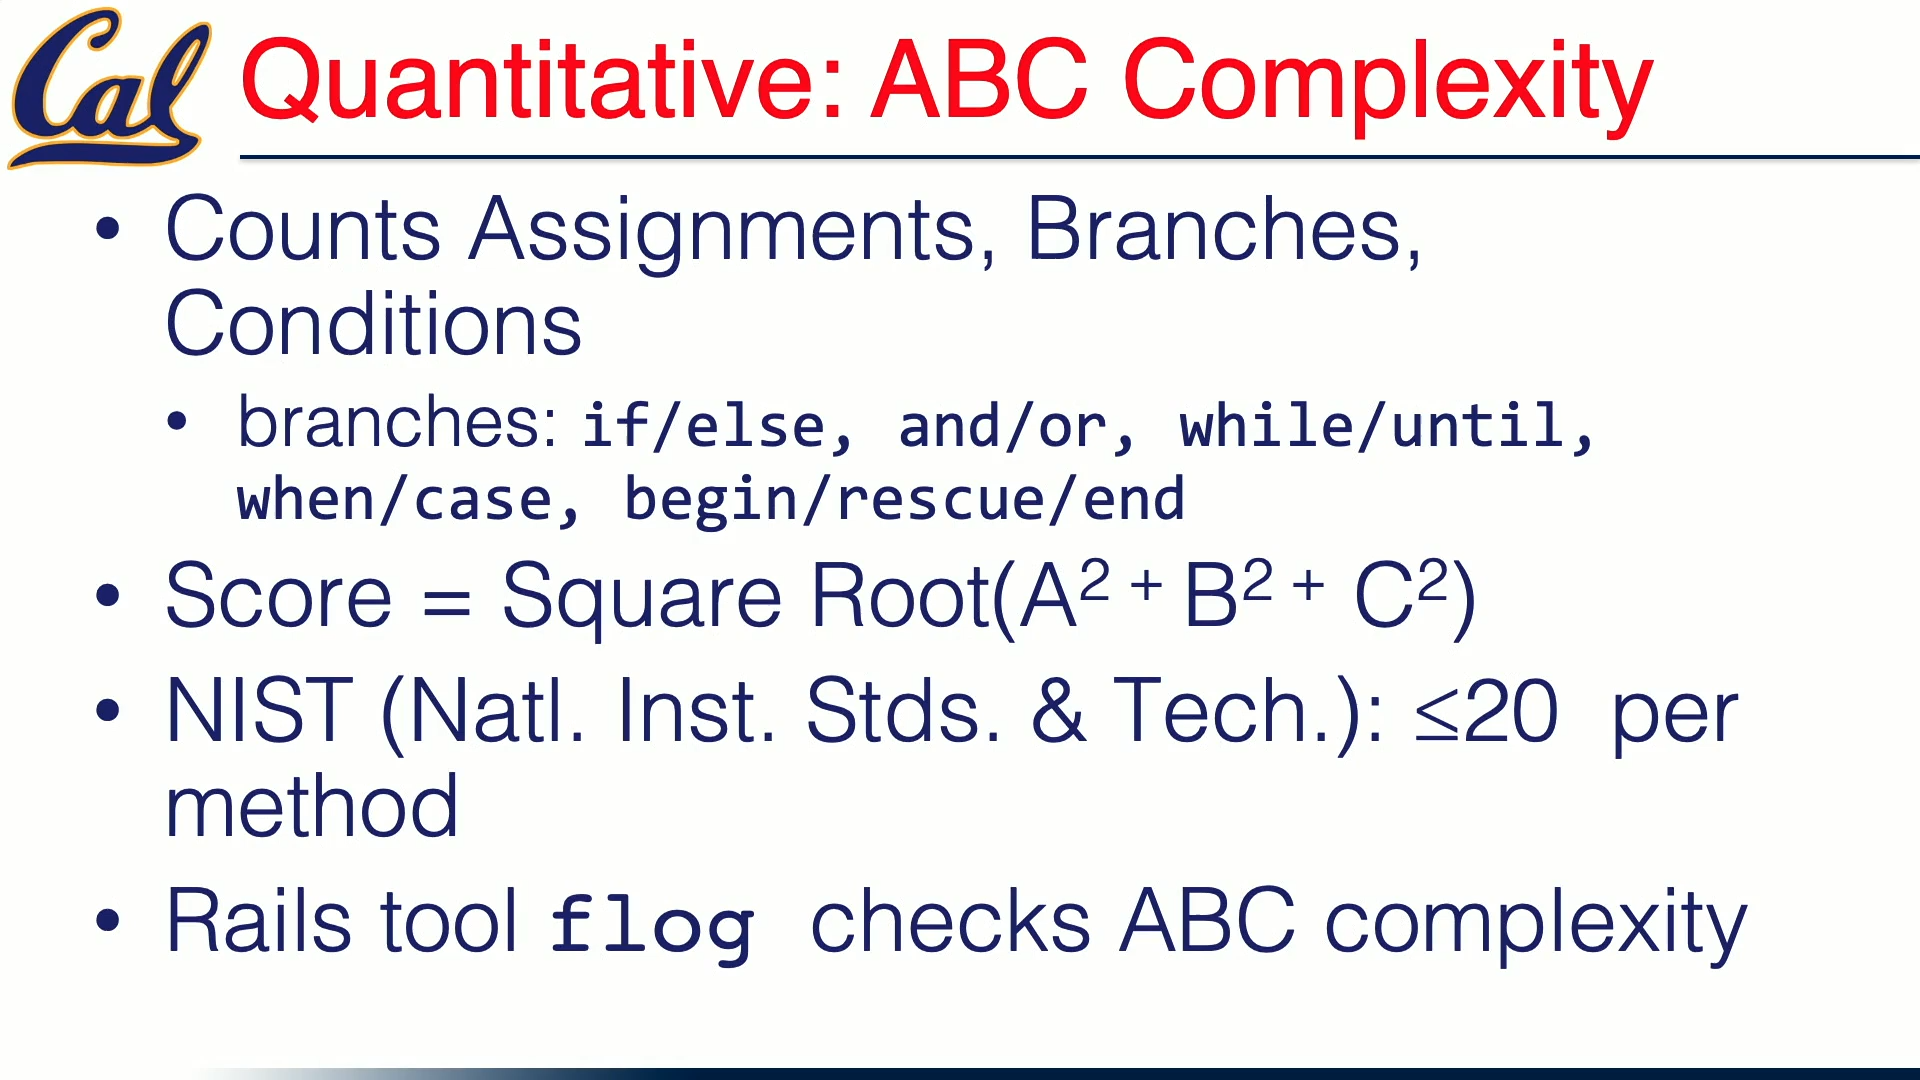 Cal
Quantitative: ABC Complexity
• Counts Assignments, Branches,
Conditions
• branches: if/else, and/or, while/until,
when/case, begin/rescue/end
• Score = Square Root(A² + B² + C²)
• NIST (Natl. Inst. Stds. & Tech.): ≤20 per
method
• Rails tool flog checks ABC complexity